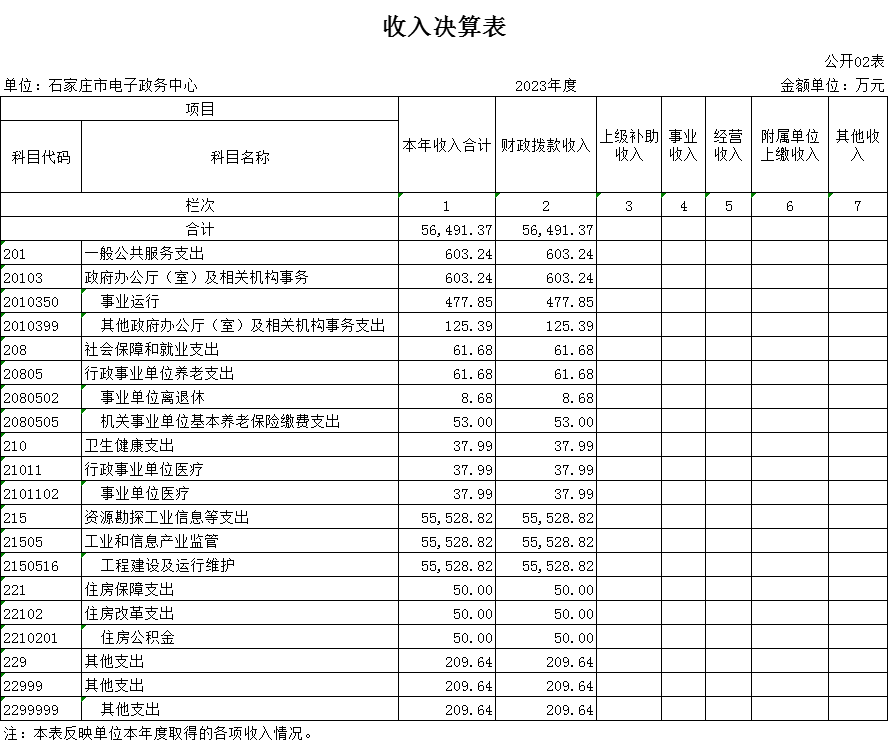 收入决算表
公开02表
单位：石家庄市电子政务中心 2023年度 金额单位：万元
项目 本年收入合计 财政拨款收入 上级补助收入 事业收入 经营收入 附属单位上缴收入 其他收入
科目代码 科目名称
栏次 1 2 3 4 5 6 7
合计 56,491.37 56,491.37
201 一般公共服务支出 603.24 603.24
20103 政府办公厅（室）及相关机构事务 603.24 603.24
2010350 事业运行 477.85 477.85
2010399 其他政府办公厅（室）及相关机构事务支出 125.39 125.39
208 社会保障和就业支出 61.68 61.68
20805 行政事业单位养老支出 61.68 61.68
2080502 事业单位离退休 8.68 8.68
2080505 机关事业单位基本养老保险缴费支出 53.00 53.00
210 卫生健康支出 37.99 37.99
21011 行政事业单位医疗 37.99 37.99
2101102 事业单位医疗 37.99 37.99
215 资源勘探工业信息等支出 55,528.82 55,528.82
21505 工业和信息产业监管 55,528.82 55,528.82
2150516 工程建设及运行维护 55,528.82 55,528.82
221 住房保障支出 50.00 50.00
22102 住房改革支出 50.00 50.00
2210201 住房公积金 50.00 50.00
229 其他支出 209.64 209.64
22999 其他支出 209.64 209.64
2299999 其他支出 209.64 209.64
注：本表反映单位本年度取得的各项收入情况。